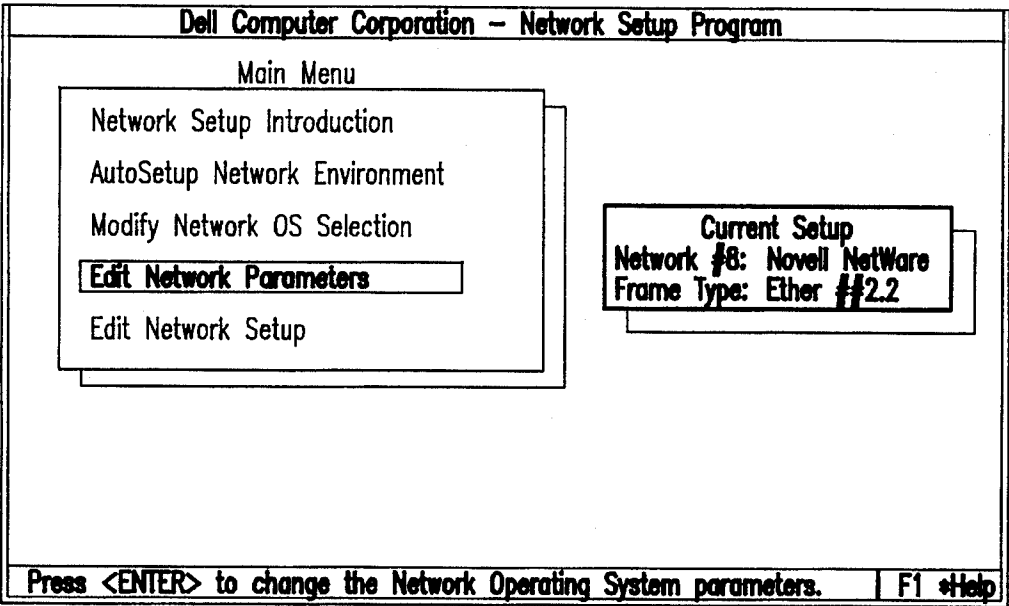 Dell Computer Corporation – Network Setup Program
Main Menu
Network Setup Introduction
AutoSetup Network Environment
Modify Network OS Selection
Edit Network Parameters
Edit Network Setup
Current Setup
Network #8: Novell NetWare
Frame Type: Ether ##2.2
Press <ENTER> to change the Network Operating System parameters.
F1 *Help